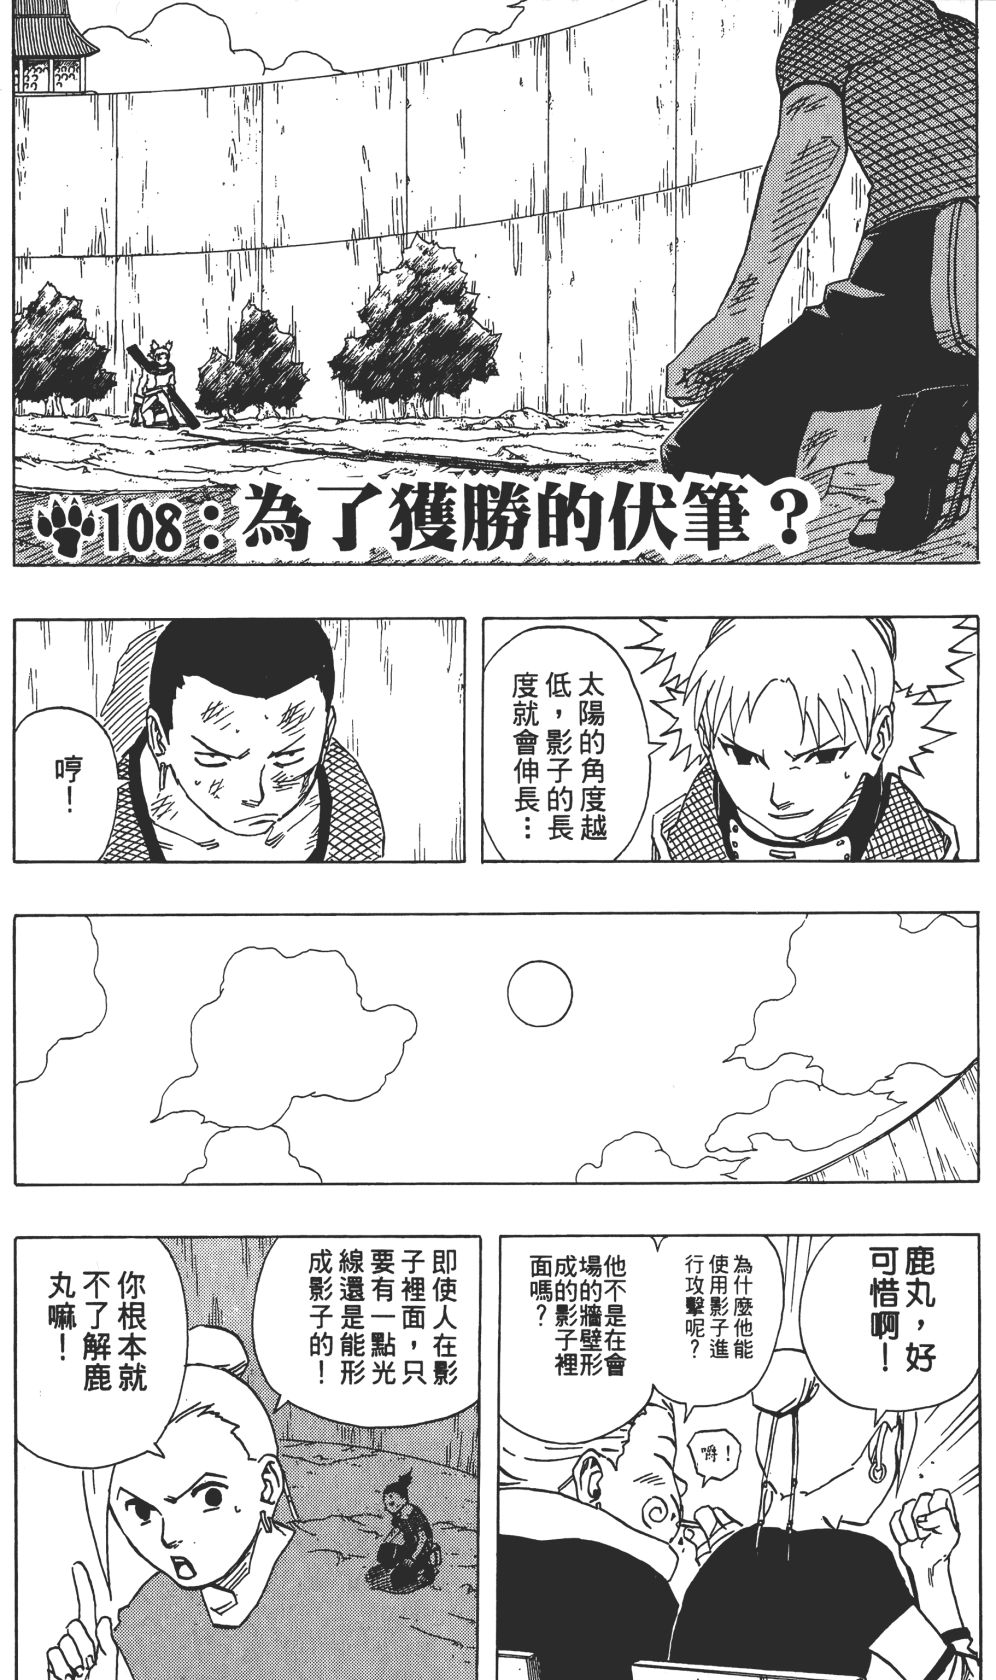 108：為了獲勝的伏筆？
太陽的角度越
低，影子的長
度就會伸長…
哼！
鹿丸，好
可惜啊！
為什麼他能
使用影子進
行攻擊呢？
他不是在會
場的牆壁形
成的影子裡
面嗎？
嚼！
即使人在影
子裡面，只
要有一點光
線還是能形
成影子的！
你根本就
不了解鹿
丸嘛！